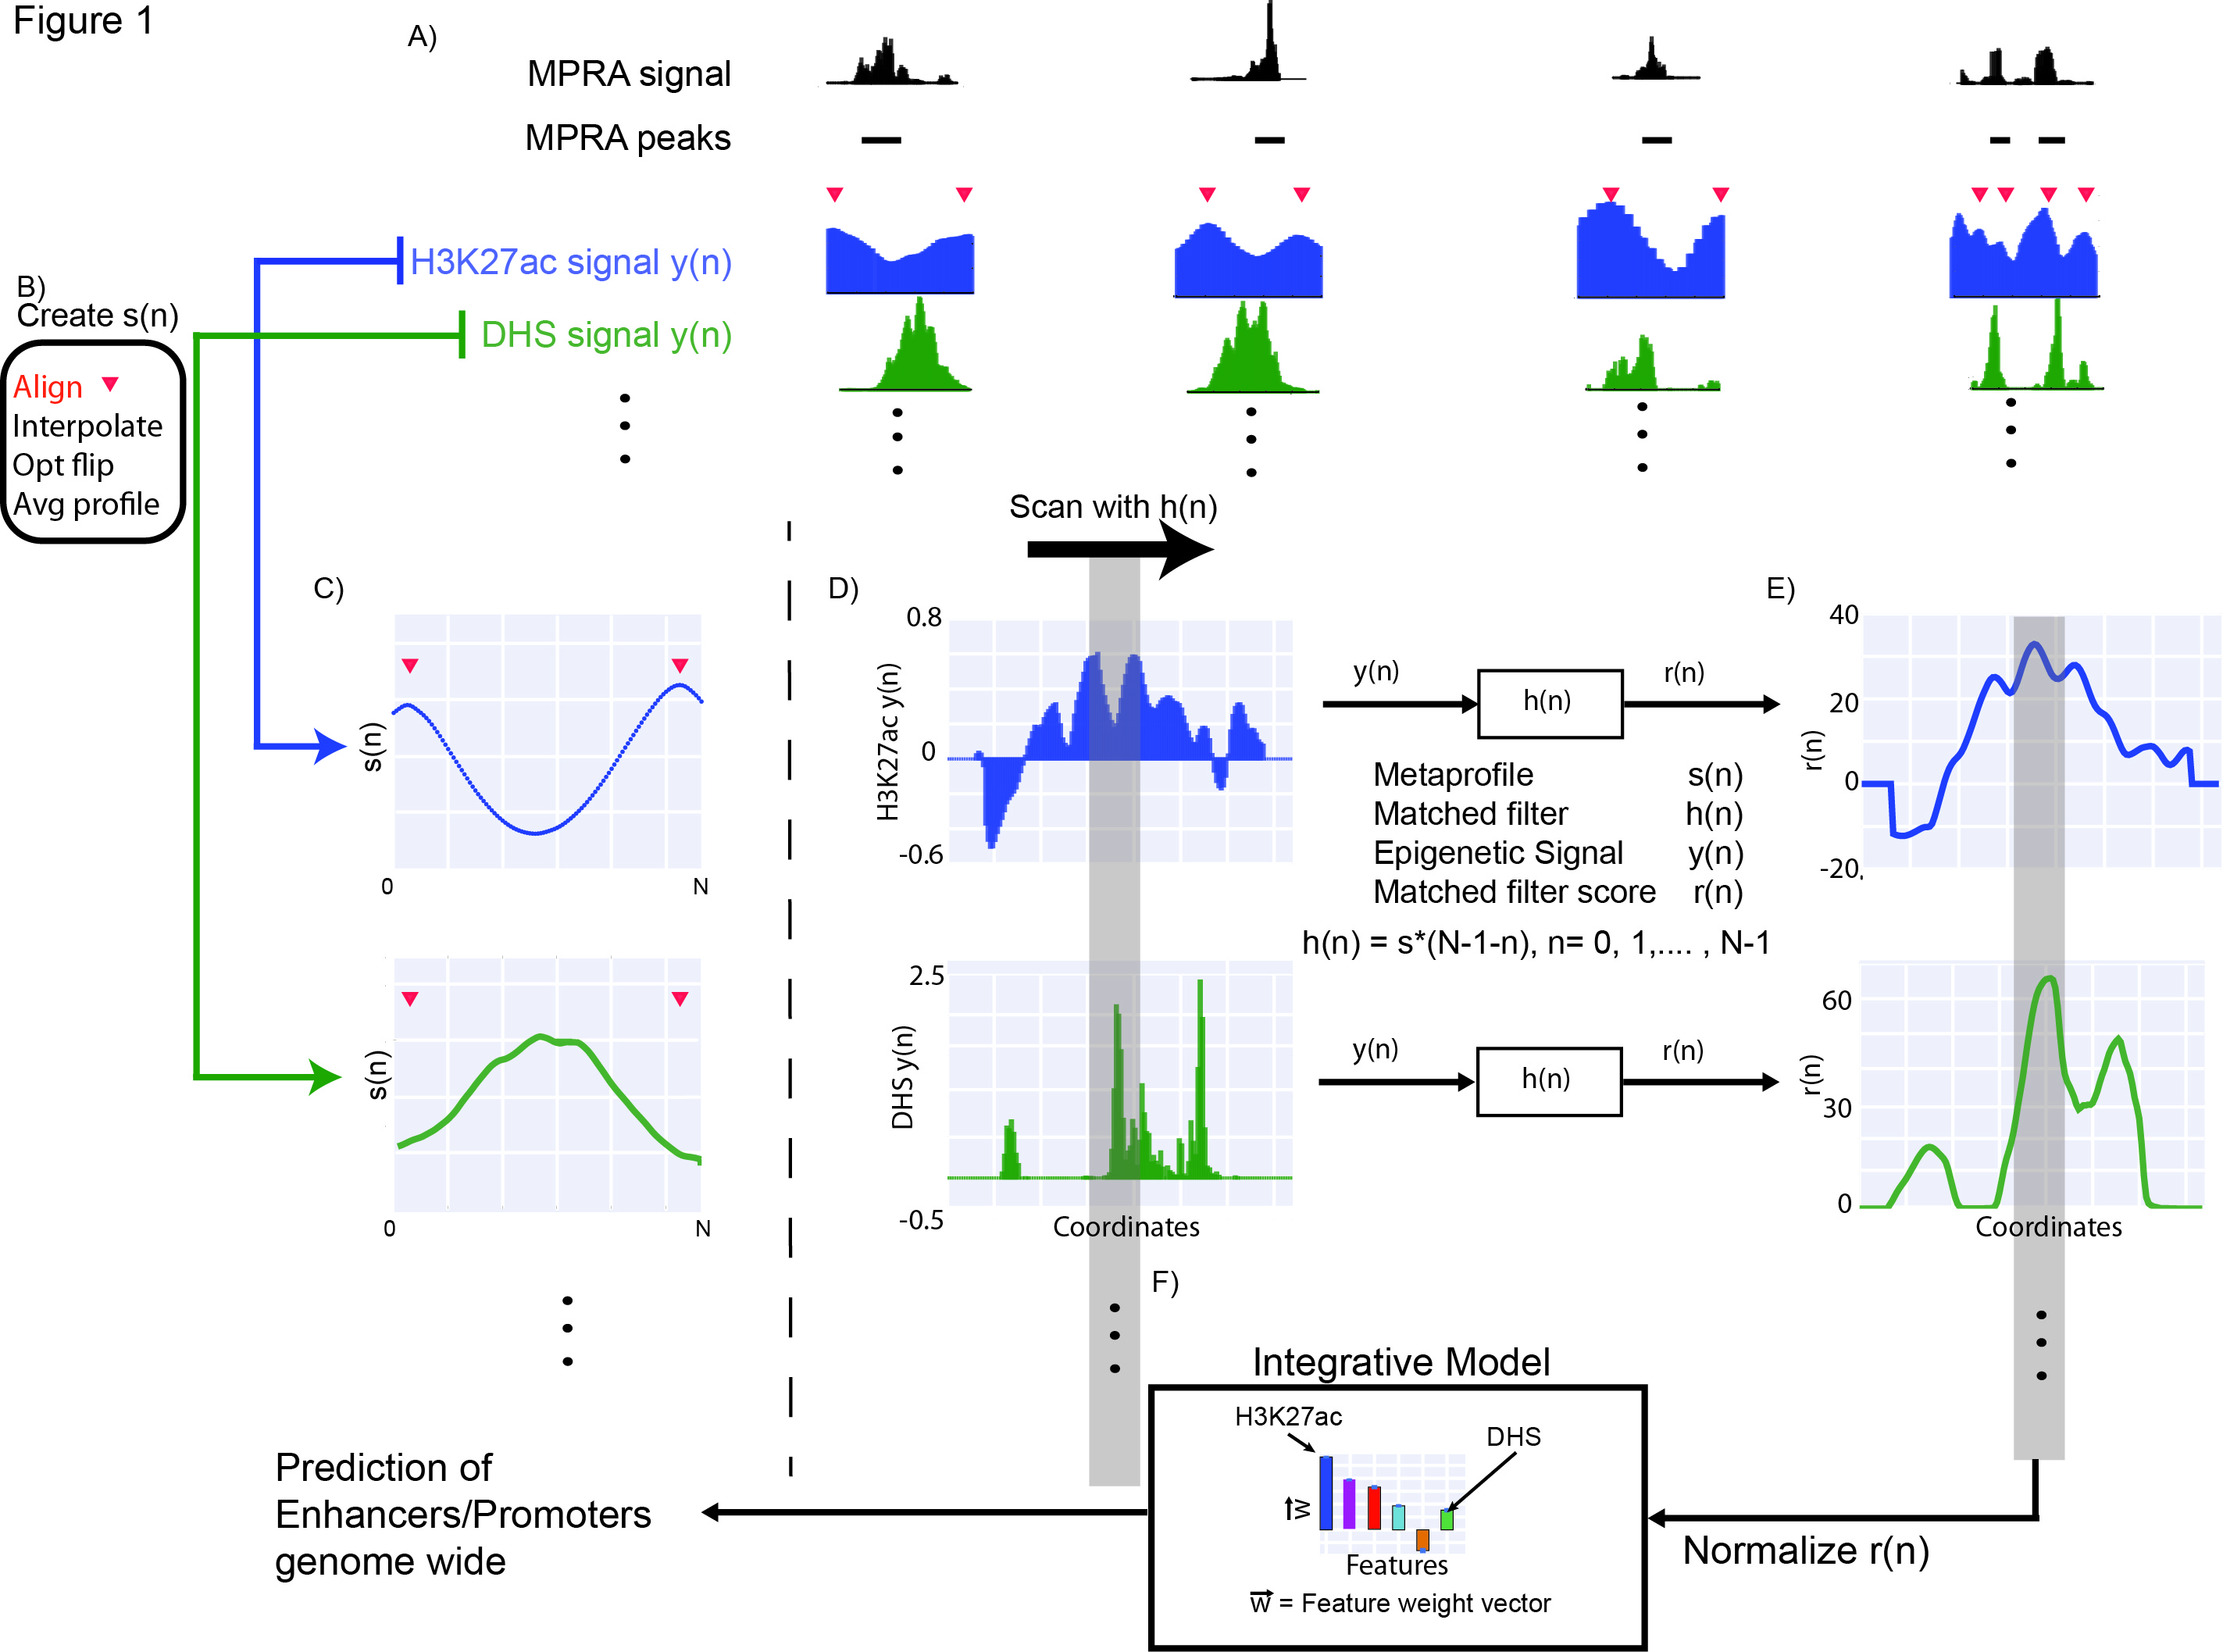 Figure 1
A)
MPRA signal
MPRA peaks
H3K27ac signal y(n)
DHS signal y(n)
B)
Create s(n)
Align
Interpolate
Opt flip
Avg profile
Scan with h(n)
C)
s(n)
0 N
s(n)
0 N
D)
0.8
0
-0.6
H3K27ac y(n)
2.5
-0.5
DHS y(n)
Coordinates
y(n) h(n) r(n)
Metaprofile s(n)
Matched filter h(n)
Epigenetic Signal y(n)
Matched filter score r(n)
h(n) = s*(N-1-n), n= 0, 1,.... , N-1
y(n) h(n) r(n)
E)
40
20
0
-20
r(n)
60
30
0
r(n)
Coordinates
F)
Integrative Model
H3K27ac
DHS
w
Features
w = Feature weight vector
Normalize r(n)
Prediction of
Enhancers/Promoters
genome wide